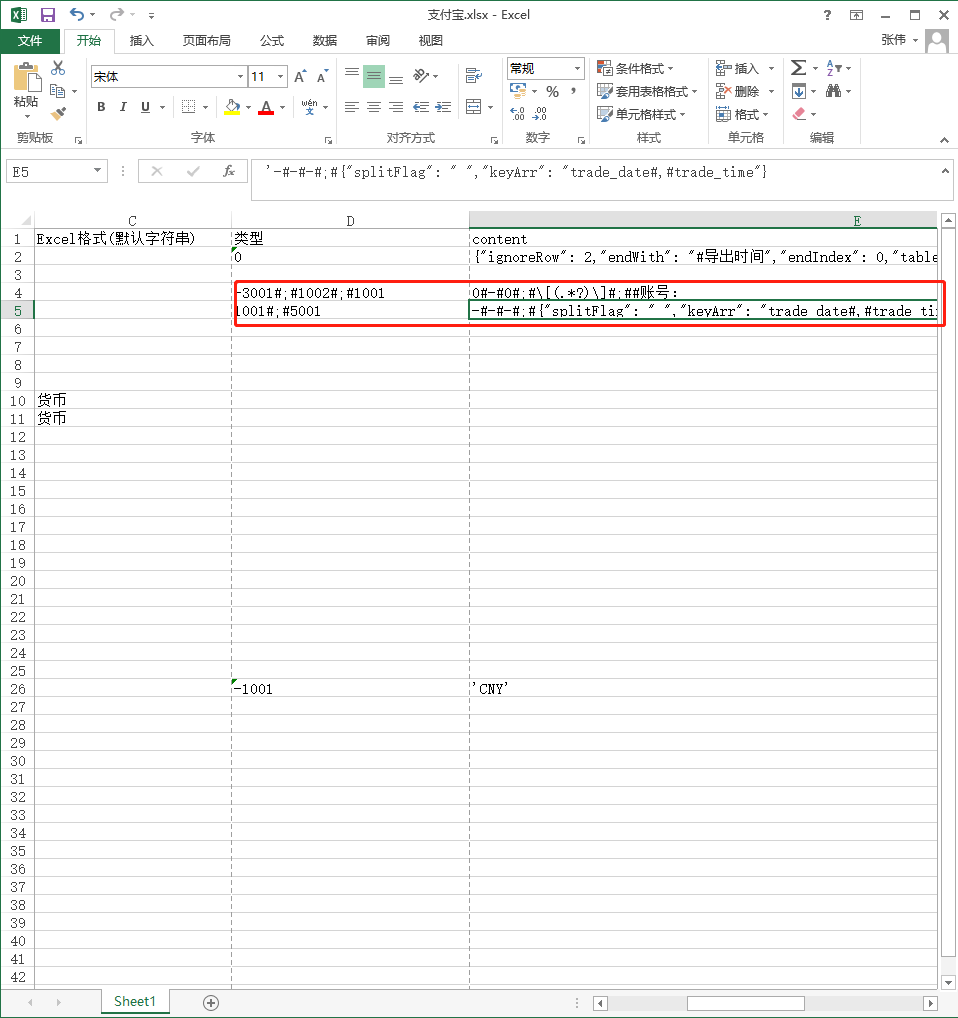 支付宝.xlsx - Excel
文件 开始 插入 页面布局 公式 数据 审阅 视图 张伟
粘贴 宋体 11 A A 常规 条件格式 插入 Σ
B I U A wén % , 套用表格格式 删除
单元格样式 格式
剪贴板 字体 对齐方式 数字 样式 单元格 编辑
E5 fx '-#-#-#;#{"splitFlag": " ","keyArr": "trade_date#,#trade_time"}
C D E
1 Excel格式(默认字符串) 类型 content
2 0 {"ignoreRow": 2,"endWith": "#导出时间","endIndex": 0,"table
3
4 -3001#;#1002#;#1001 0#-#0#;#\[(.*?)\]#;##账号:
5 1001#;#5001 -#-#-#;#{"splitFlag": " ","keyArr": "trade_date#,#trade_ti
6
7
8
9
10 货币
11 货币
12
13
14
15
16
17
18
19
20
21
22
23
24
25
26 -1001 'CNY'
27
28
29
30
31
32
33
34
35
36
37
38
39
40
41
42
Sheet1